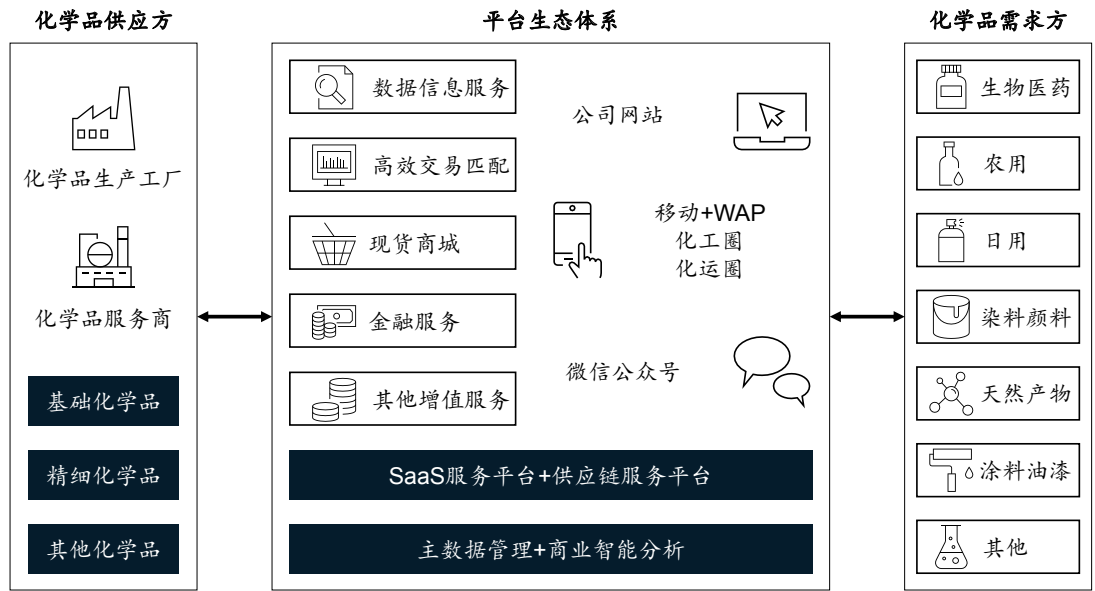 化学品供应方
化学品生产工厂
化学品服务商
基础化学品
精细化学品
其他化学品
平台生态体系
数据信息服务
高效交易匹配
现货商城
金融服务
其他增值服务
公司网站
移动+WAP
化工圈
化运圈
微信公众号
SaaS服务平台+供应链服务平台
主数据管理+商业智能分析
化学品需求方
生物医药
农用
日用
染料颜料
天然产物
涂料油漆
其他